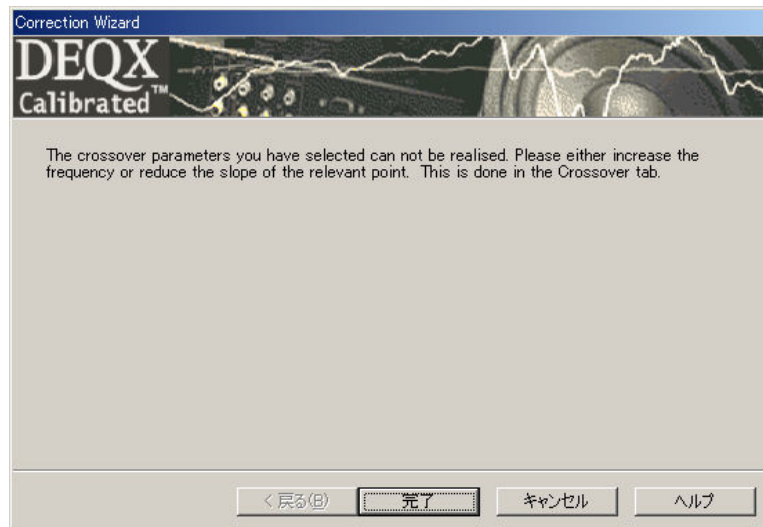 Correction Wizard
DEQX
Calibrated™
The crossover parameters you have selected can not be realised. Please either increase the
frequency or reduce the slope of the relevant point.  This is done in the Crossover tab.
< 戻る(B)
完了
キャンセル
ヘルプ